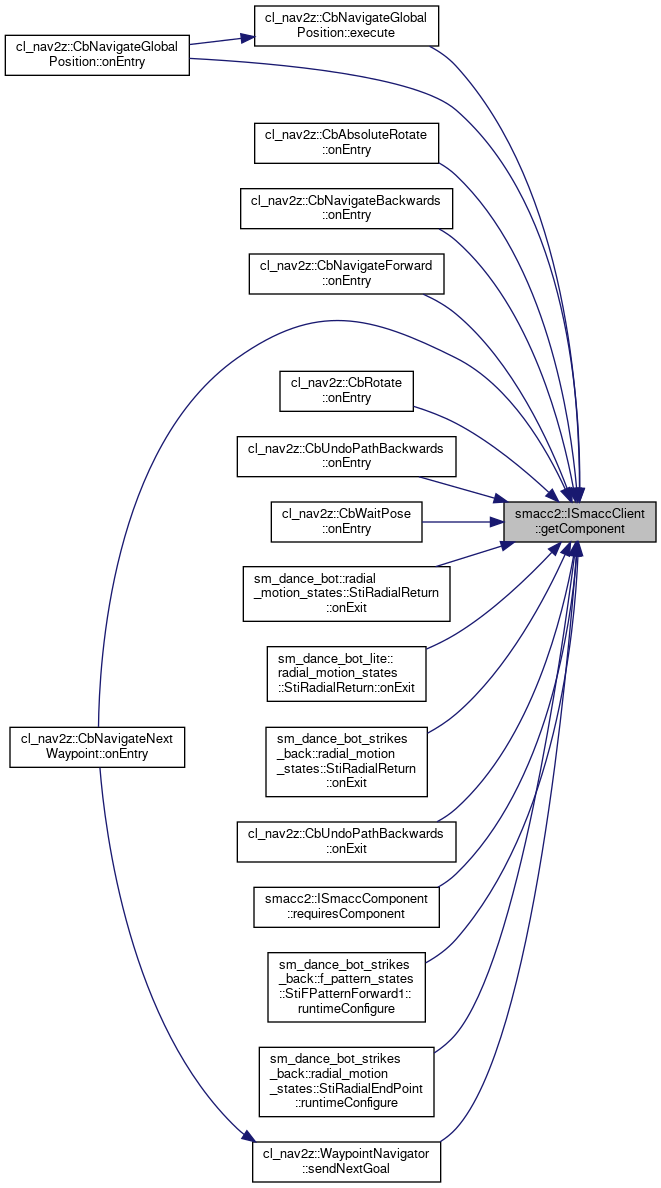 cl_nav2z::CbNavigateGlobal
Position::execute
cl_nav2z::CbNavigateGlobal
Position::onEntry
cl_nav2z::CbAbsoluteRotate
::onEntry
cl_nav2z::CbNavigateBackwards
::onEntry
cl_nav2z::CbNavigateForward
::onEntry
cl_nav2z::CbRotate
::onEntry
cl_nav2z::CbUndoPathBackwards
::onEntry
cl_nav2z::CbWaitPose
::onEntry
smacc2::ISmaccClient
::getComponent
sm_dance_bot::radial
_motion_states::StiRadialReturn
::onExit
sm_dance_bot_lite::
radial_motion_states
::StiRadialReturn::onExit
sm_dance_bot_strikes
_back::radial_motion
_states::StiRadialReturn
::onExit
cl_nav2z::CbNavigateNext
Waypoint::onEntry
cl_nav2z::CbUndoPathBackwards
::onExit
smacc2::ISmaccComponent
::requiresComponent
sm_dance_bot_strikes
_back::f_pattern_states
::StiFPatternForward1::
runtimeConfigure
sm_dance_bot_strikes
_back::radial_motion
_states::StiRadialEndPoint
::runtimeConfigure
cl_nav2z::WaypointNavigator
::sendNextGoal